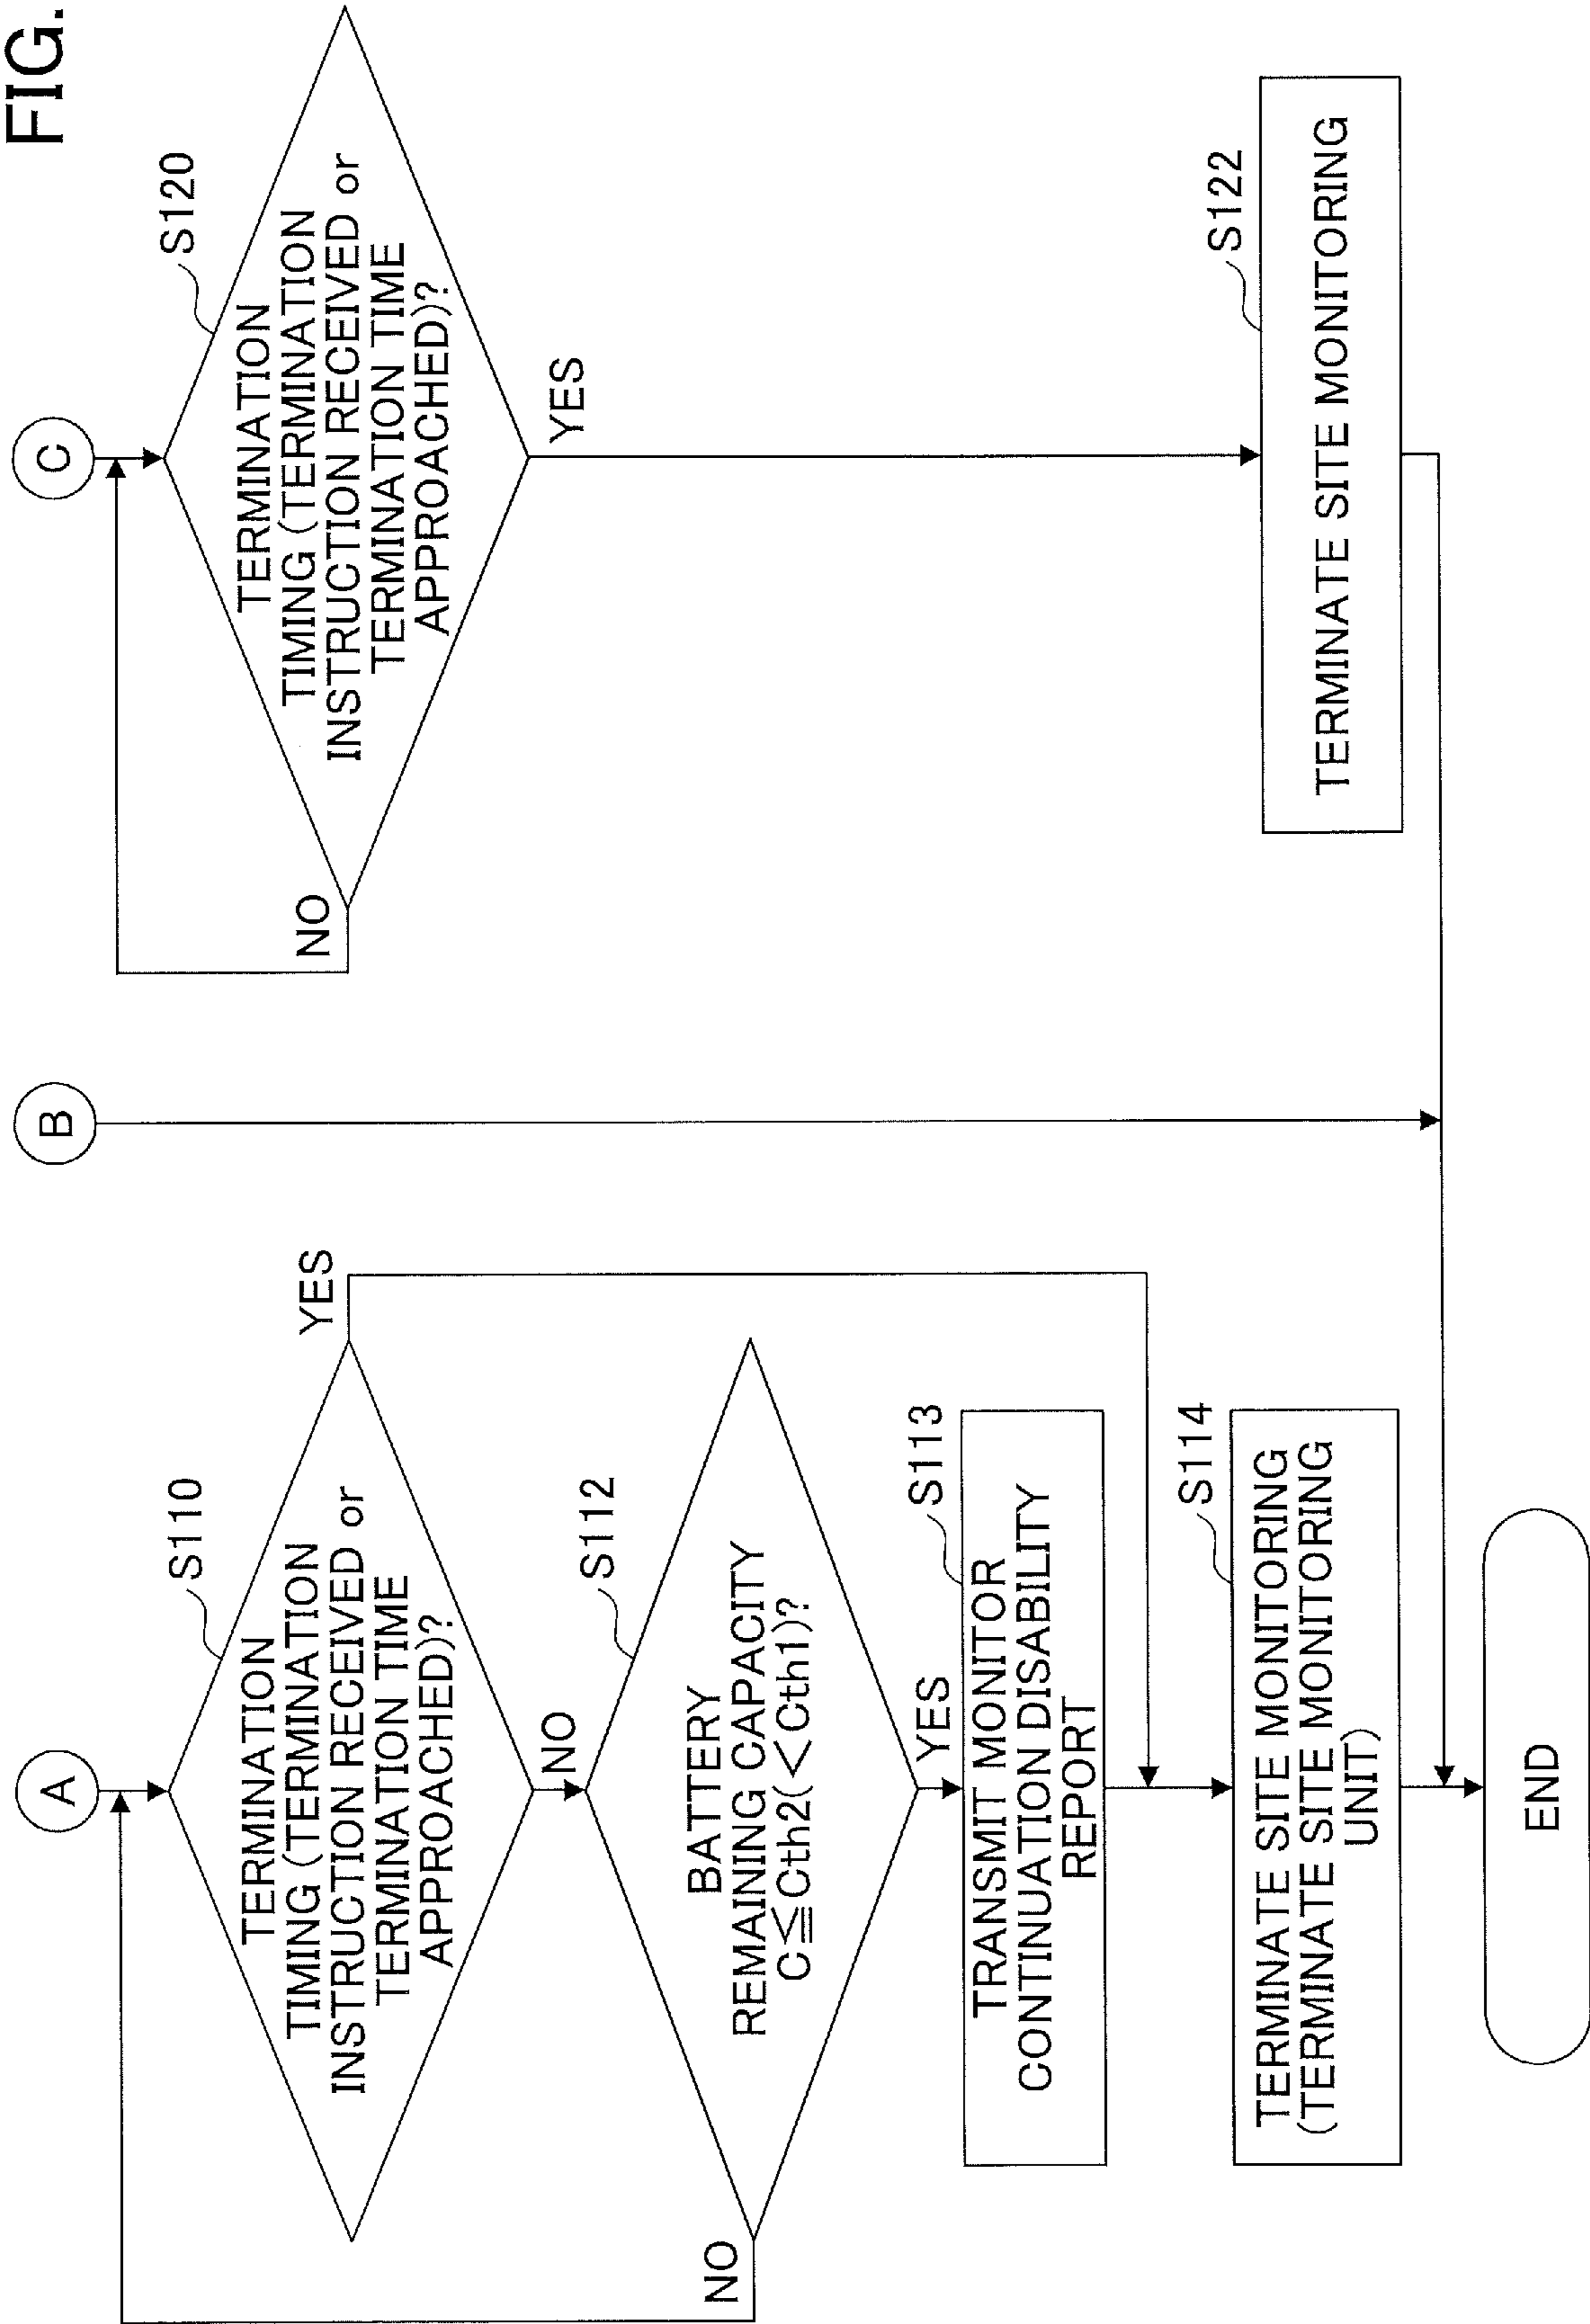 FIG.
A
S110
TERMINATION
TIMING (TERMINATION
INSTRUCTION RECEIVED or
TERMINATION TIME
APPROACHED)?
YES
NO
S112
BATTERY
REMAINING CAPACITY
C≦Cth2(<Cth1)?
NO
YES
S113
TRANSMIT MONITOR
CONTINUATION DISABILITY
REPORT
S114
TERMINATE SITE MONITORING
(TERMINATE SITE MONITORING
UNIT)
END
B
C
S120
TERMINATION
TIMING (TERMINATION
INSTRUCTION RECEIVED or
TERMINATION TIME
APPROACHED)?
NO
YES
S122
TERMINATE SITE MONITORING